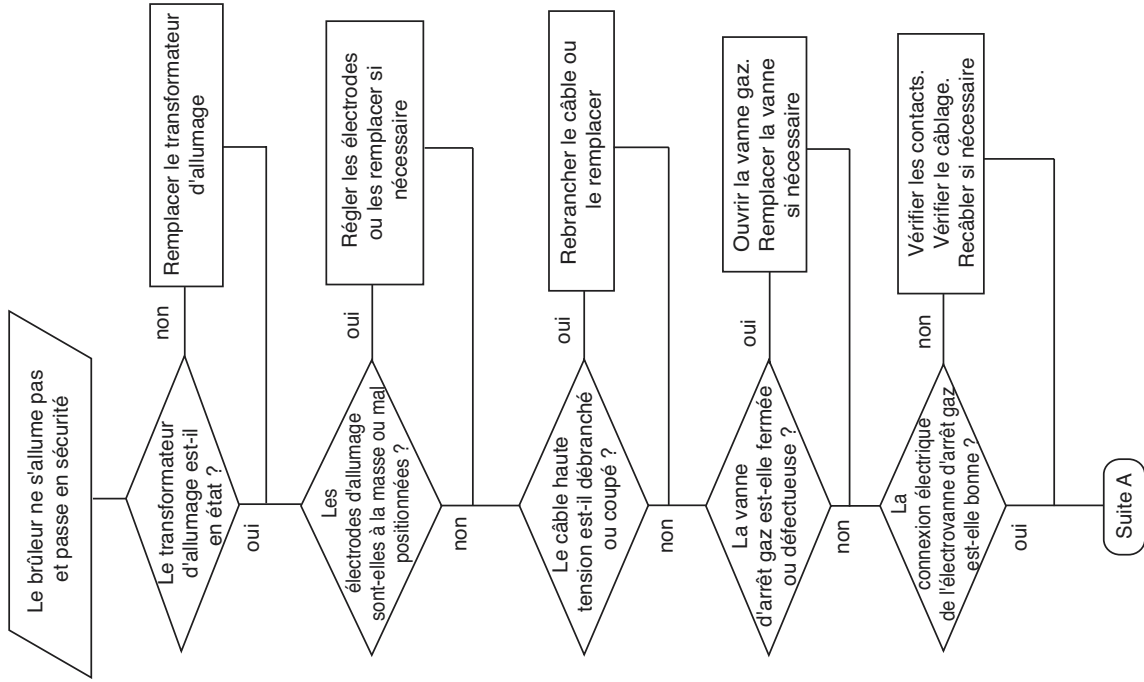 Le brûleur ne s'allume pas
et passe en sécurité
Le transformateur
d'allumage est-il
en état ?
non
Remplacer le transformateur
d'allumage
oui
Les
électrodes d'allumage
sont-elles à la masse ou mal
positionnées ?
oui
Régler les électrodes
ou les remplacer si
nécessaire
non
Le câble haute
tension est-il débranché
ou coupé ?
oui
Rebrancher le câble ou
le remplacer
non
La vanne
d'arrêt gaz est-elle fermée
ou défectueuse ?
oui
Ouvrir la vanne gaz.
Remplacer la vanne
si nécessaire
non
La
connexion électrique
de l'électrovanne d'arrêt gaz
est-elle bonne ?
non
Vérifier les contacts.
Vérifier le câblage.
Recâbler si nécessaire
oui
Suite A